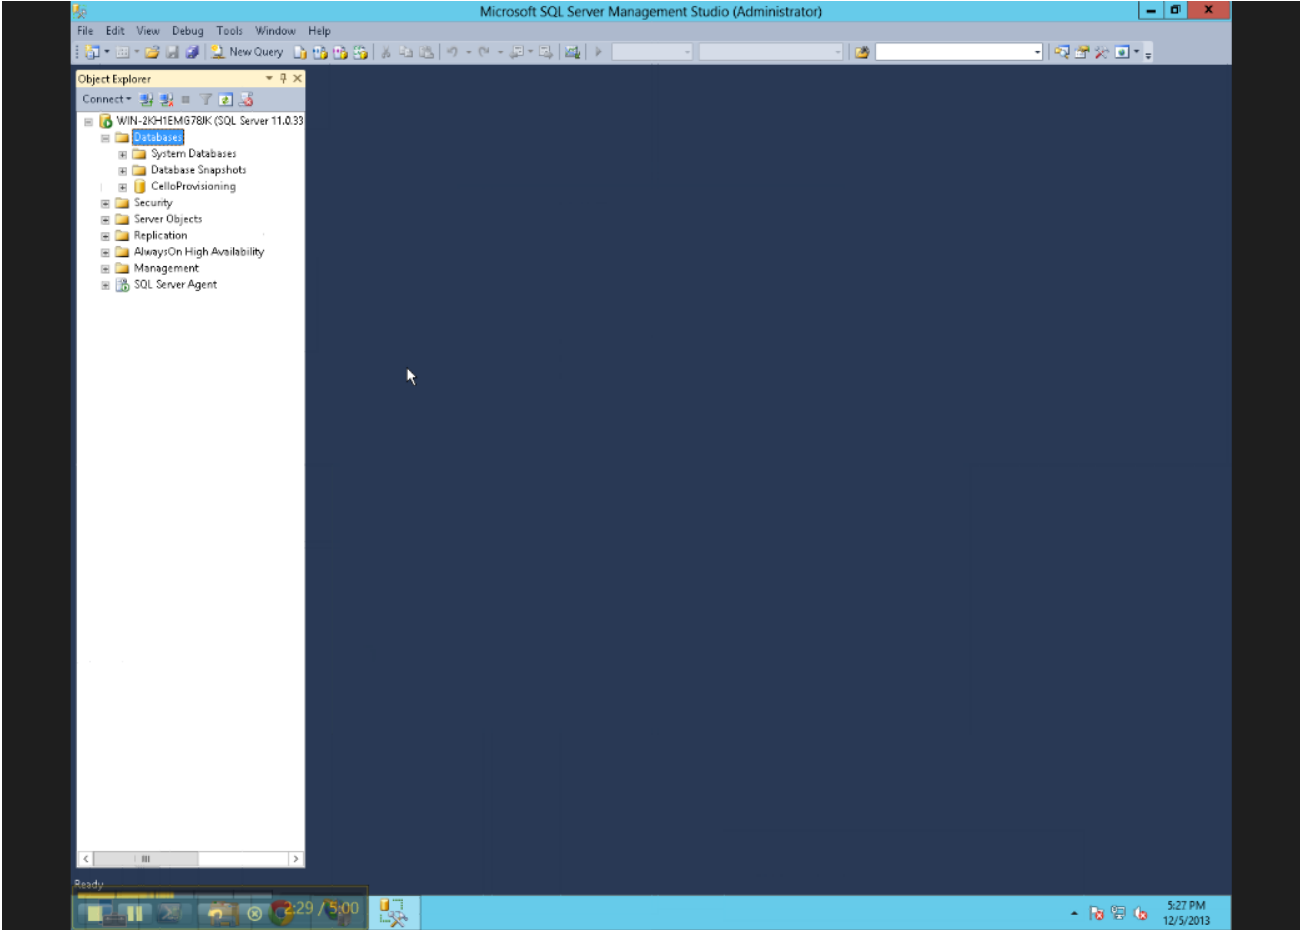 Microsoft SQL Server Management Studio (Administrator)
File Edit View Debug Tools Window Help
New Query
Object Explorer
Connect
WIN-2KH1EMG78JK (SQL Server 11.0.33
Databases
System Databases
Database Snapshots
CelloProvisioning
Security
Server Objects
Replication
AlwaysOn High Availability
Management
SQL Server Agent
Ready
2:29 / 5:00
5:27 PM
12/5/2013